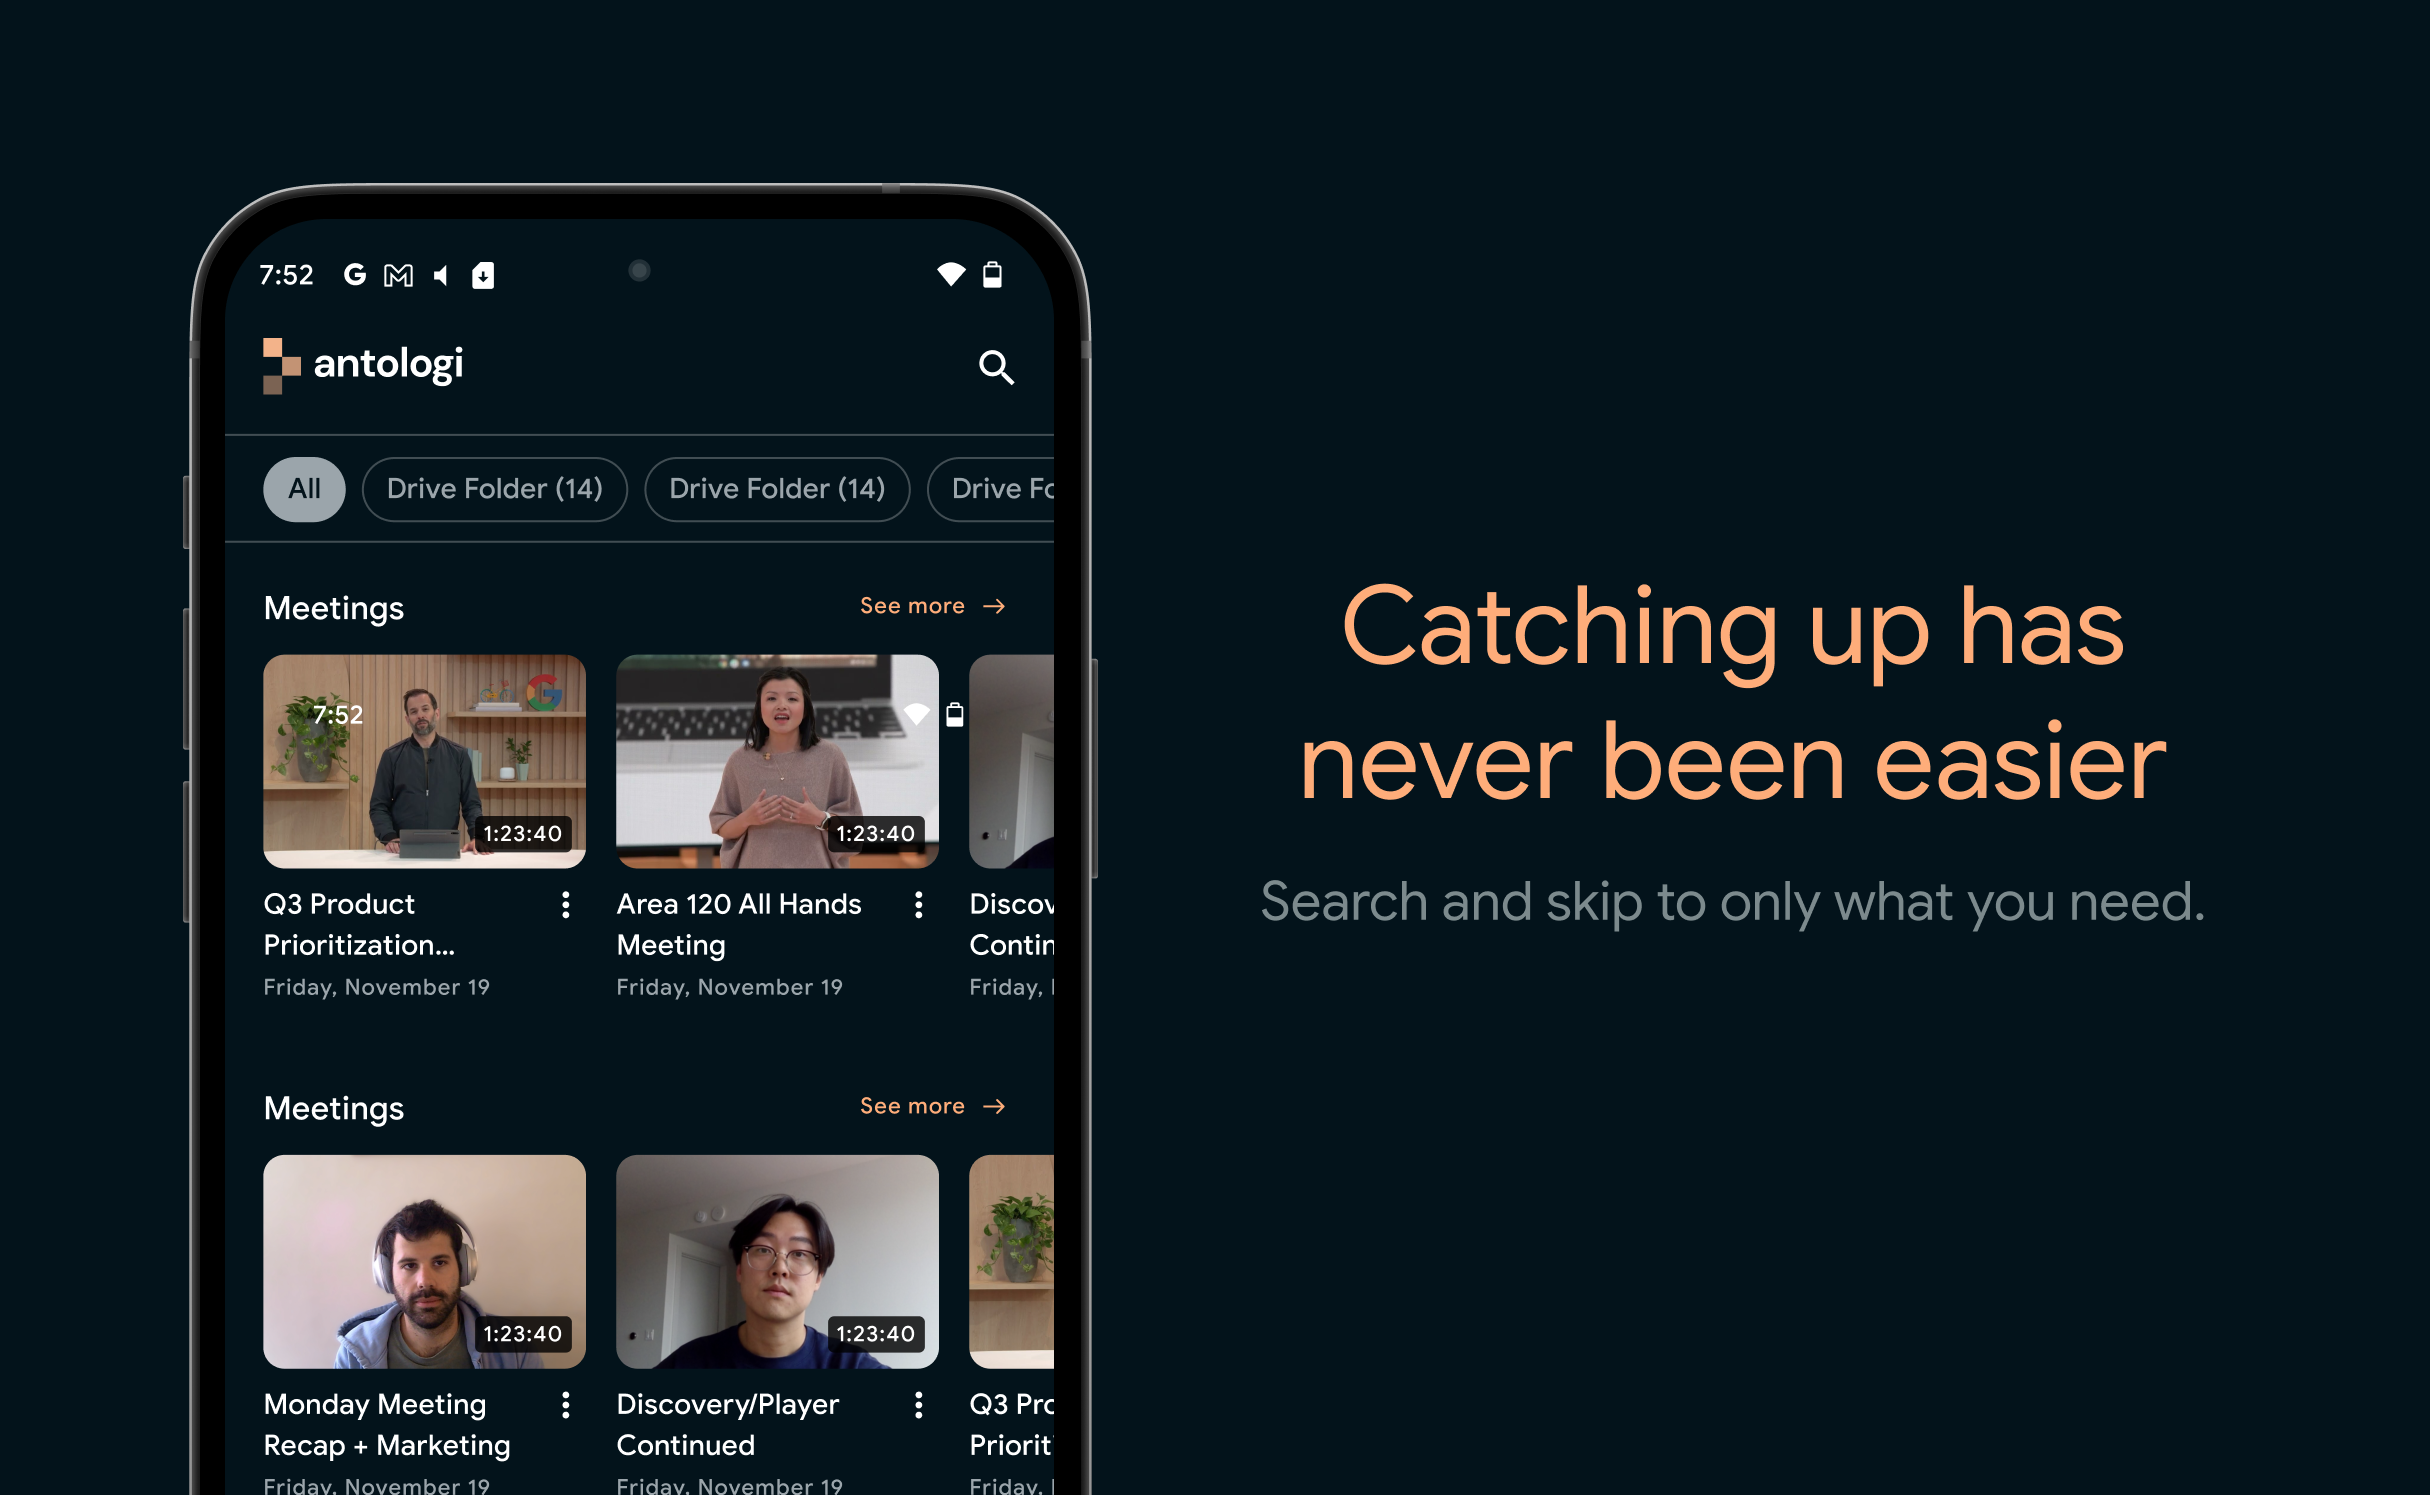 7:52
antologi
All
Drive Folder (14)
Drive Folder (14)
Drive Fo
Meetings
See more →
7:52
1:23:40
1:23:40
Q3 Product
Prioritization...
Friday, November 19
Area 120 All Hands
Meeting
Friday, November 19
Discov
Contin
Friday,
Meetings
See more →
1:23:40
1:23:40
Monday Meeting
Recap + Marketing
Friday, November 19
Discovery/Player
Continued
Friday, November 19
Q3 Pro
Priorit
Friday,
Catching up has
never been easier
Search and skip to only what you need.